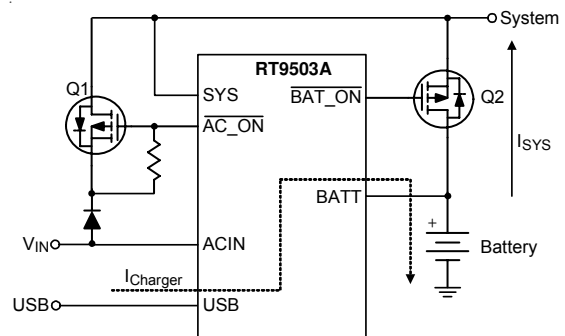 System
RT9503A
Q1
SYS
BAT_ON
Q2
AC_ON
I_SYS
BATT
+
V_IN
ACIN
Battery
I_Charger
USB
USB